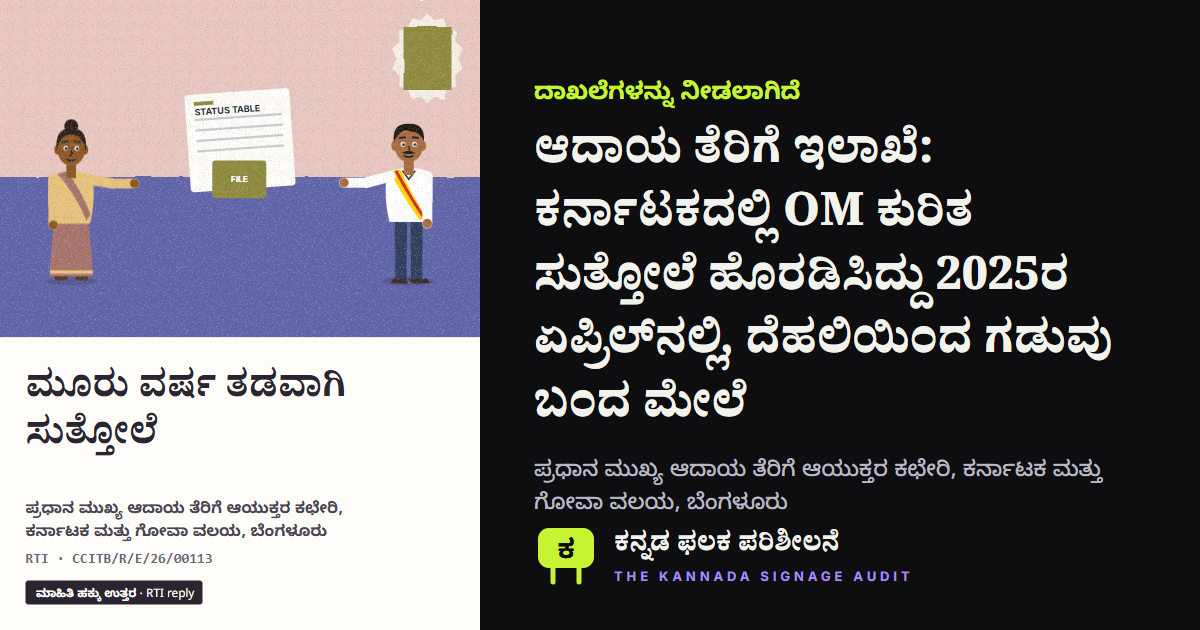 STATUS TABLE
FILE
ಮೂರು ವರ್ಷ ತಡವಾಗಿ
ಸುತ್ತೋಲೆ
ಪ್ರಧಾನ ಮುಖ್ಯ ಆದಾಯ ತೆರಿಗೆ ಆಯುಕ್ತರ ಕಛೇರಿ,
ಕರ್ನಾಟಕ ಮತ್ತು ಗೋವಾ ವಲಯ, ಬೆಂಗಳೂರು
RTI · CCITB/R/E/26/00113
ಮಾಹಿತಿ ಹಕ್ಕು ಉತ್ತರ · RTI reply
ದಾಖಲೆಗಳನ್ನು ನೀಡಲಾಗಿದೆ
ಆದಾಯ ತೆರಿಗೆ ಇಲಾಖೆ:
ಕರ್ನಾಟಕದಲ್ಲಿ OM ಕುರಿತ
ಸುತ್ತೋಲೆ ಹೊರಡಿಸಿದ್ದು 2025ರ
ಏಪ್ರಿಲ್‌ನಲ್ಲಿ, ದೆಹಲಿಯಿಂದ ಗಡುವು
ಬಂದ ಮೇಲೆ
ಪ್ರಧಾನ ಮುಖ್ಯ ಆದಾಯ ತೆರಿಗೆ ಆಯುಕ್ತರ ಕಛೇರಿ, ಕರ್ನಾಟಕ ಮತ್ತು
ಗೋವಾ ವಲಯ, ಬೆಂಗಳೂರು
ಕ
ಕನ್ನಡ ಫಲಕ ಪರಿಶೀಲನೆ
THE KANNADA SIGNAGE AUDIT